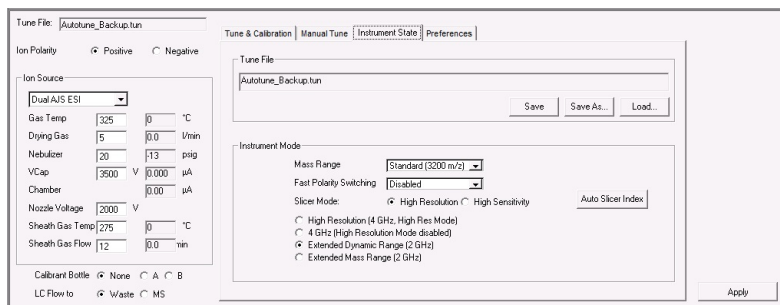 Tune File: Autotune_Backup.tun
Ion Polarity Positive Negative
Ion Source
Dual AJS ESI
Gas Temp 325 0 °C
Drying Gas 5 0.0 l/min
Nebulizer 20 -13 psig
VCap 3500 V 0.000 µA
Chamber 0.00 µA
Nozzle Voltage 2000 V
Sheath Gas Temp 275 0 °C
Sheath Gas Flow 12 0.0 min
Calibrant Bottle None A B
LC Flow to Waste MS
Tune & Calibration Manual Tune Instrument State Preferences
Tune File
Autotune_Backup.tun
Save Save As... Load...
Instrument Mode
Mass Range Standard (3200 m/z)
Fast Polarity Switching Disabled
Slicer Mode: High Resolution High Sensitivity Auto Slicer Index
High Resolution (4 GHz, High Res Mode)
4 GHz (High Resolution Mode disabled)
Extended Dynamic Range (2 GHz)
Extended Mass Range (2 GHz)
Apply